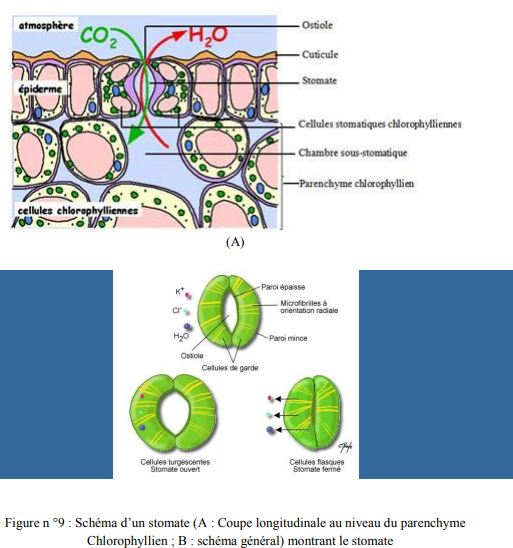 atmosphère
CO2
H2O
Ostiole
Cuticule
Stomate
épiderme
Cellules stomatiques chlorophylliennes
Chambre sous-stomatique
Parenchyme chlorophyllien
cellules chlorophylliennes
(A)
K+
Cl-
H2O
Paroi épaisse
Microfibrilles à
orientation radiale
Paroi mince
Ostiole
Cellules de garde
Cellules turgescentes
Stomate ouvert
Cellules flasques
Stomate fermé
Figure n °9 : Schéma d’un stomate (A : Coupe longitudinale au niveau du parenchyme
Chlorophyllien ; B : schéma général) montrant le stomate